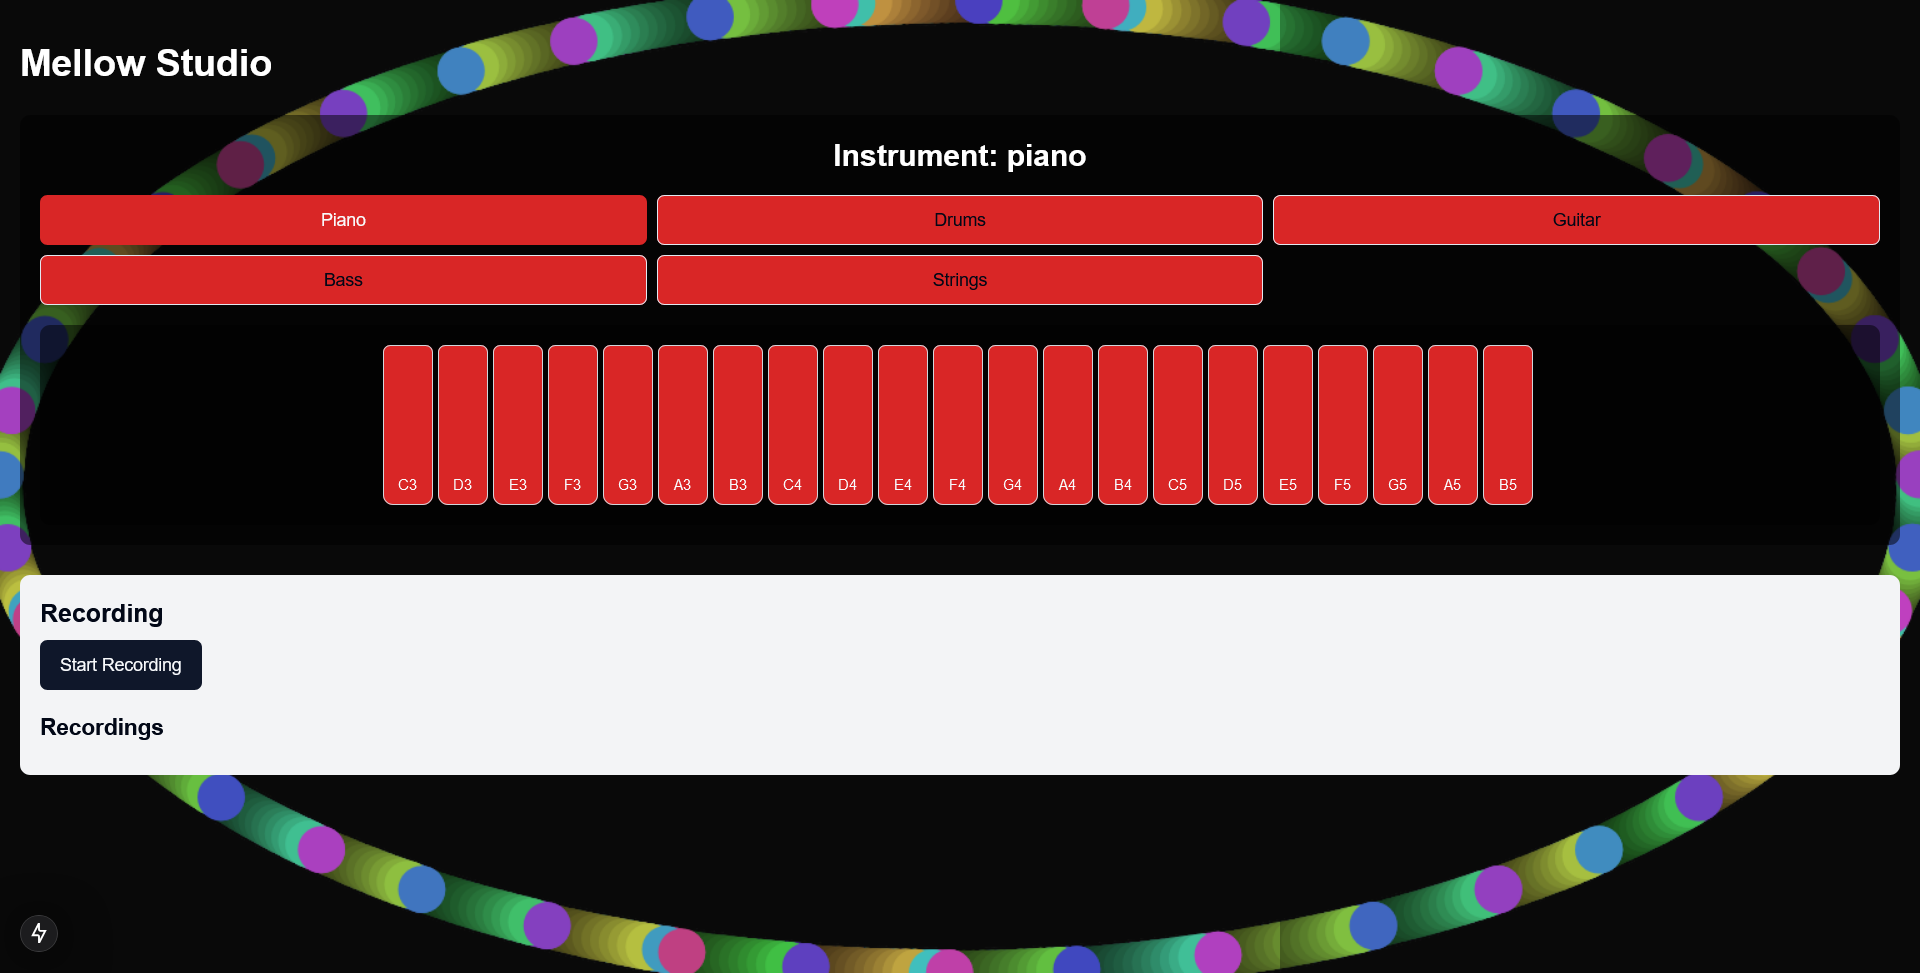 Mellow Studio
Instrument: piano
Piano Drums Guitar
Bass Strings
C3 D3 E3 F3 G3 A3 B3 C4 D4 E4 F4 G4 A4 B4 C5 D5 E5 F5 G5 A5 B5
Recording
Start Recording
Recordings